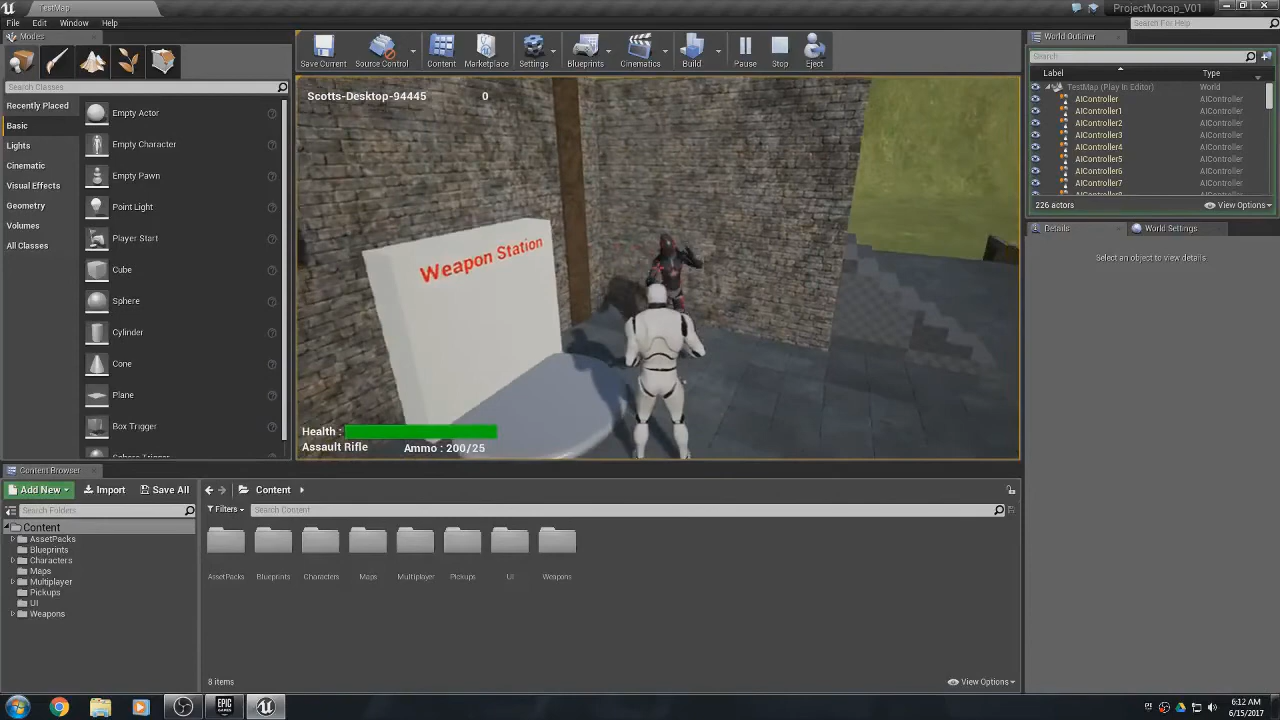 TestMap
ProjectMocap_V01
File Edit Window Help
Search For Help
Modes
Save Current
Source Control
Content
Marketplace
Settings
Blueprints
Cinematics
Build
Pause
Stop
Eject
Search Classes
Recently Placed
Basic
Lights
Cinematic
Visual Effects
Geometry
Volumes
All Classes
Empty Actor
Empty Character
Empty Pawn
Point Light
Player Start
Cube
Sphere
Cylinder
Cone
Plane
Box Trigger
Sphere Trigger
Scotts-Desktop-94445 0
Weapon Station
Health :
Assault Rifle Ammo : 200/25
World Outliner
Search
Label Type
TestMap (Play In Editor) World
AIController AIController
AIController1 AIController
AIController2 AIController
AIController3 AIController
AIController4 AIController
AIController5 AIController
AIController6 AIController
AIController7 AIController
226 actors View Options
Details World Settings
Select an object to view details
Content Browser
Add New Import Save All
Content
Search Folders
Filters Search Content
Content
AssetPacks
Blueprints
Characters
Maps
Multiplayer
Pickups
UI
Weapons
AssetPacks Blueprints Characters Maps Multiplayer Pickups UI Weapons
8 items View Options
EPIC GAMES
6:12 AM
6/15/2017